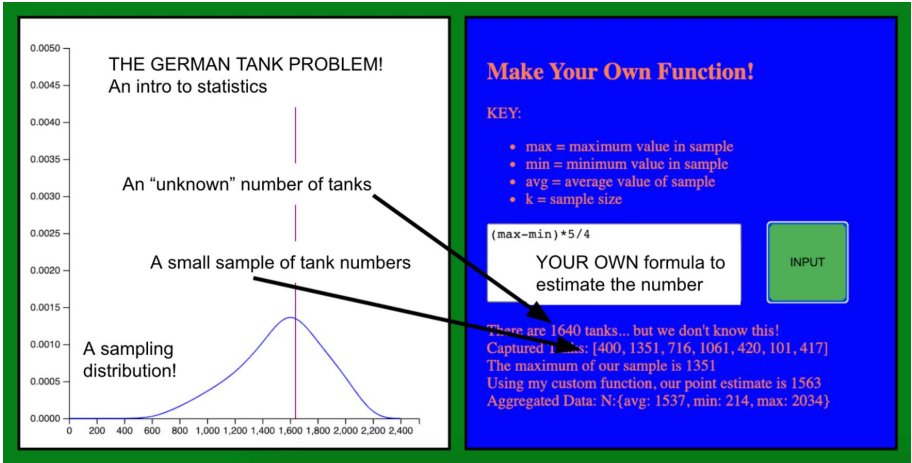 THE GERMAN TANK PROBLEM!
An intro to statistics
An “unknown” number of tanks
A small sample of tank numbers
A sampling
distribution!
0.0050
0.0045
0.0040
0.0035
0.0030
0.0025
0.0020
0.0015
0.0010
0.0005
0.0000
0 200 400 600 800 1,000 1,200 1,400 1,600 1,800 2,000 2,200 2,400
Make Your Own Function!
KEY:
• max = maximum value in sample
• min = minimum value in sample
• avg = average value of sample
• k = sample size
(max-min)*5/4
YOUR OWN formula to
estimate the number
INPUT
There are 1640 tanks... but we don't know this!
Captured Tanks: [400, 1351, 716, 1061, 420, 101, 417]
The maximum of our sample is 1351
Using my custom function, our point estimate is 1563
Aggregated Data: N:{avg: 1537, min: 214, max: 2034}